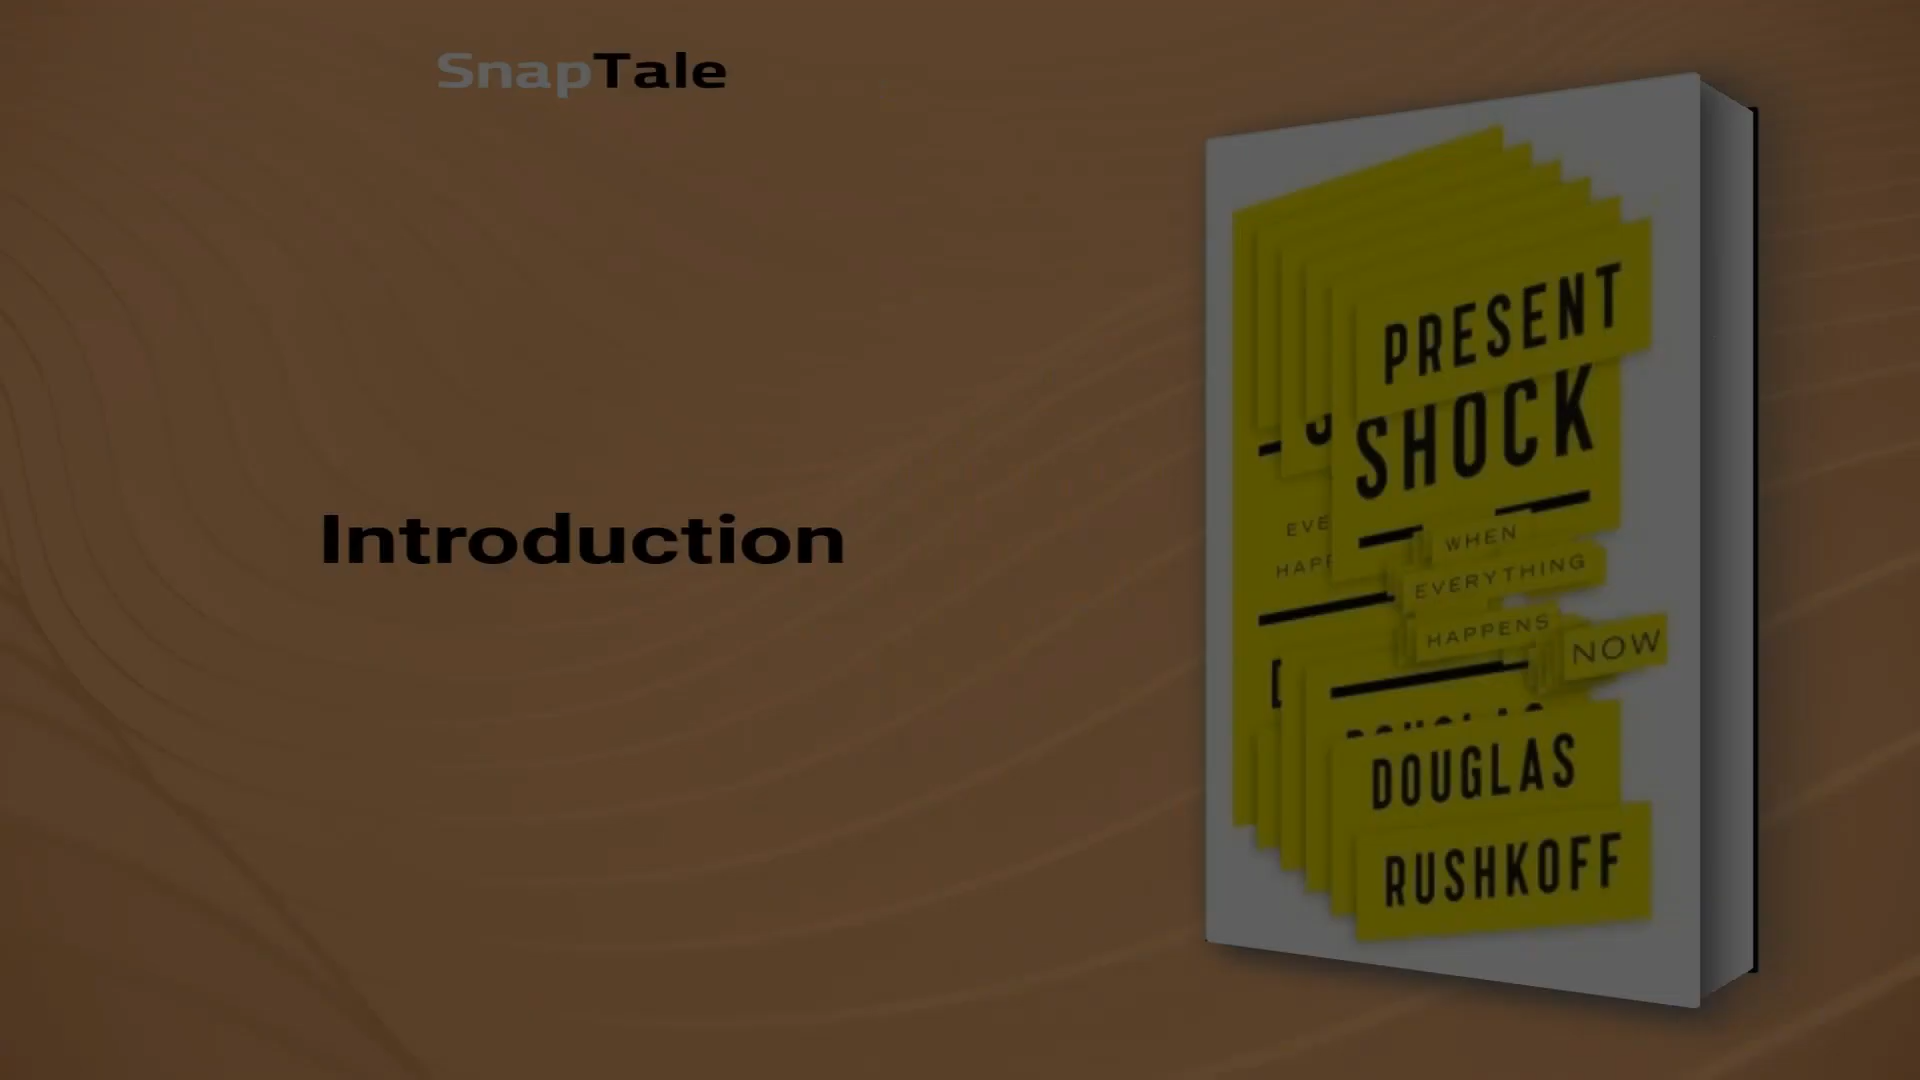 SnapTale
Introduction
PRESENT
SHOCK
WHEN
EVERYTHING
HAPPENS
NOW
DOUGLAS
RUSHKOFF